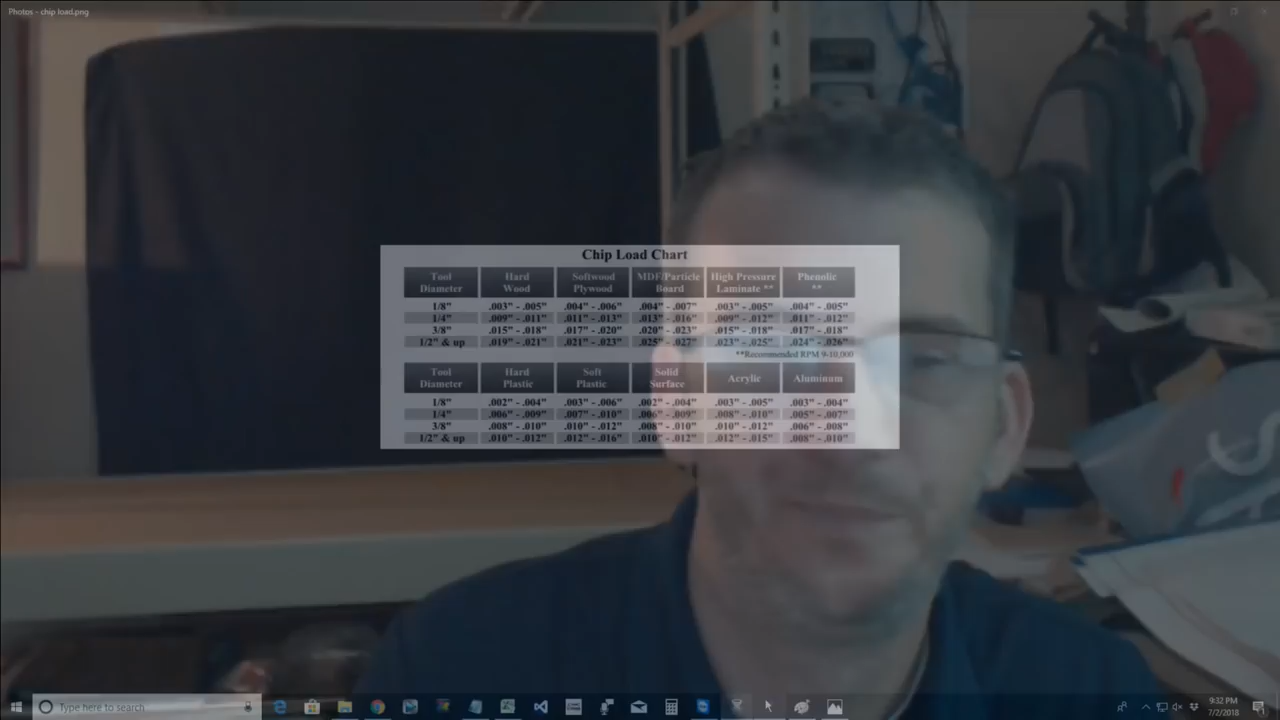 Photos - chip load.png
Chip Load Chart
Tool Diameter Hard Wood Softwood Plywood MDF/Particle Board High Pressure Laminate ** Phenolic **
1/8" .003" - .005" .004" - .006" .004" - .007" .003" - .005" .004" - .005"
1/4" .009" - .011" .011" - .013" .013" - .016" .009" - .012" .011" - .012"
3/8" .015" - .018" .017" - .020" .020" - .023" .015" - .018" .017" - .018"
1/2" & up .019" - .021" .021" - .023" .025" - .027" .023" - .025" .024" - .026"
**Recommended RPM 9-10,000
Tool Diameter Hard Plastic Soft Plastic Solid Surface Acrylic Aluminum
1/8" .002" - .004" .003" - .006" .002" - .004" .003" - .005" .003" - .004"
1/4" .006" - .009" .007" - .010" .006" - .009" .008" - .010" .005" - .007"
3/8" .008" - .010" .010" - .012" .008" - .010" .010" - .012" .006" - .008"
1/2" & up .010" - .012" .012" - .016" .010" - .012" .012" - .015" .008" - .010"
Type here to search
9:32 PM
7/2/2018